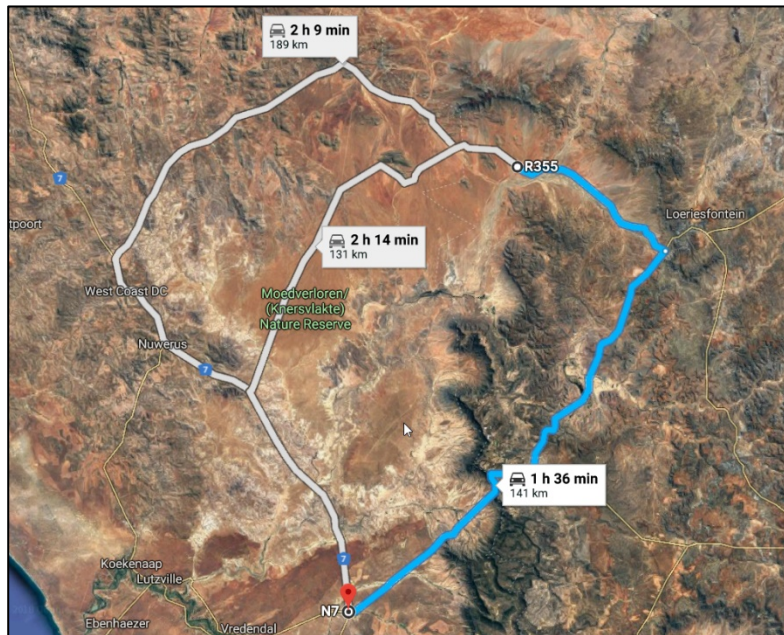 2 h 9 min
189 km
7
R355
Loeriesfontein
tpoort
2 h 14 min
131 km
West Coast DC
Moedverloren/
(Knersvlakte)
Nature Reserve
Nuwerus
7
1 h 36 min
141 km
7
Koekenaap
Lutzville
N7
Ebenhaezer
Vredendal